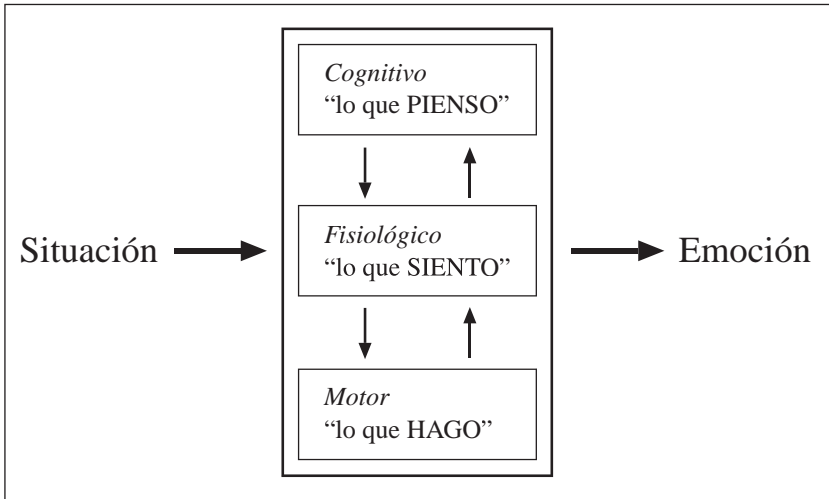 Cognitivo
“lo que PIENSO”
Situación
Fisiológico
“lo que SIENTO”
Emoción
Motor
“lo que HAGO”